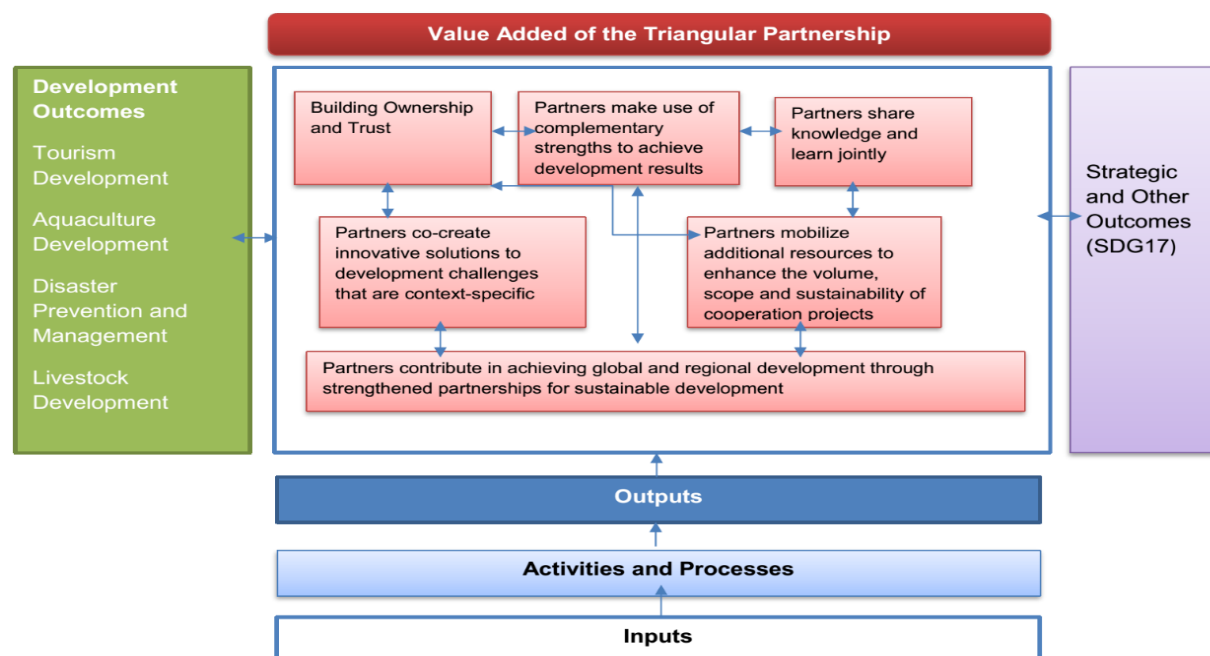 Value Added of the Triangular Partnership
Development
Outcomes
Tourism
Development
Aquaculture
Development
Disaster
Prevention and
Management
Livestock
Development
Building Ownership
and Trust
Partners make use of
complementary
strengths to achieve
development results
Partners share
knowledge and
learn jointly
Partners co-create
innovative solutions to
development challenges
that are context-specific
Partners mobilize
additional resources to
enhance the volume,
scope and sustainability of
cooperation projects
Partners contribute in achieving global and regional development through
strengthened partnerships for sustainable development
Strategic
and Other
Outcomes
(SDG17)
Outputs
Activities and Processes
Inputs